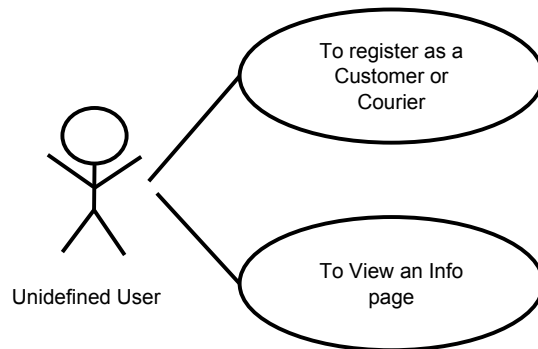 To register as a
Customer or
Courier
Unidefined User
To View an Info
page